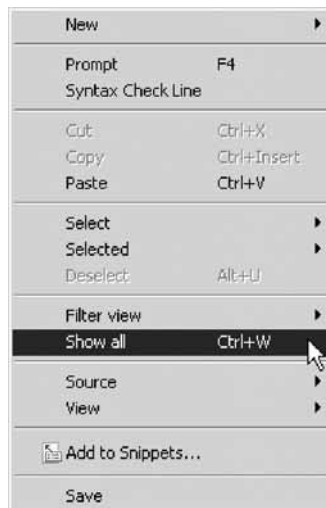 New
Prompt F4
Syntax Check Line
Cut Ctrl+X
Copy Ctrl+Insert
Paste Ctrl+V
Select
Selected
Deselect Alt+U
Filter view
Show all Ctrl+W
Source
View
Add to Snippets...
Save